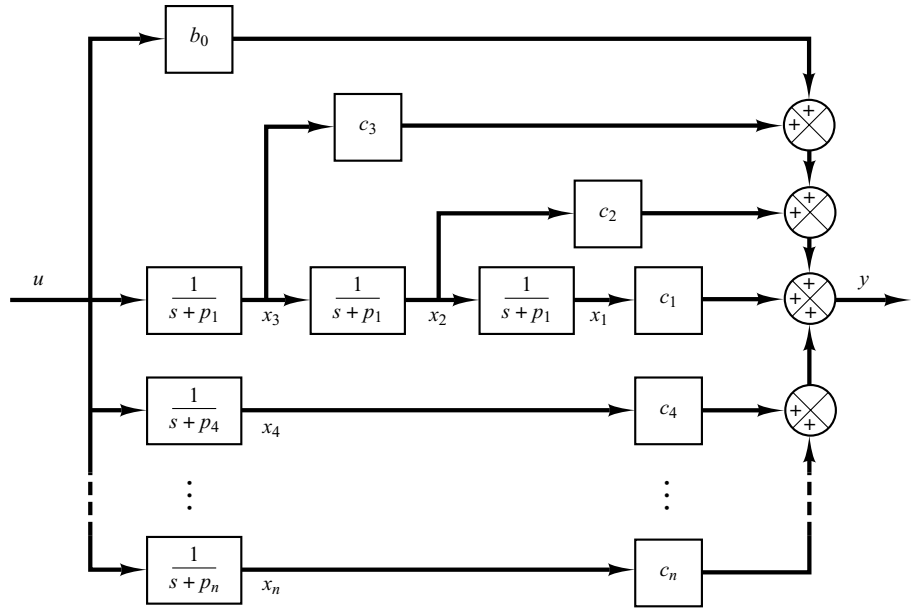 b₀
+
+
c₃
+
+
c₂
+
u
1
s + p₁
x₃
1
s + p₁
x₂
1
s + p₁
x₁
c₁
+
+
+
y
1
s + p₄
x₄
c₄
+
+
⋮
⋮
1
s + pₙ
xₙ
cₙ